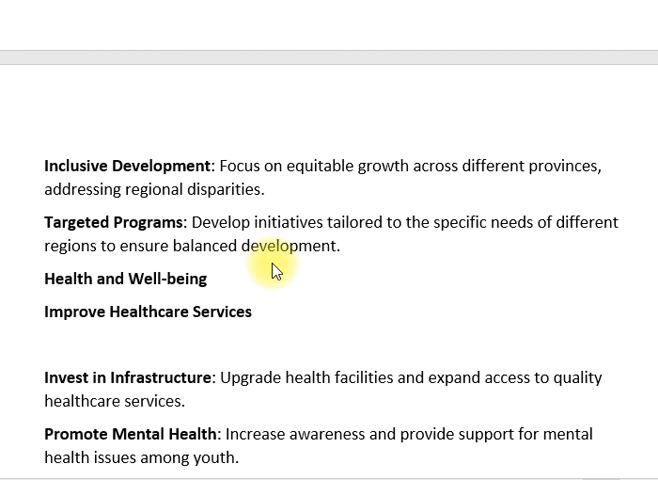 Inclusive Development: Focus on equitable growth across different provinces,
addressing regional disparities.
Targeted Programs: Develop initiatives tailored to the specific needs of different
regions to ensure balanced development.
Health and Well-being
Improve Healthcare Services
Invest in Infrastructure: Upgrade health facilities and expand access to quality
healthcare services.
Promote Mental Health: Increase awareness and provide support for mental
health issues among youth.